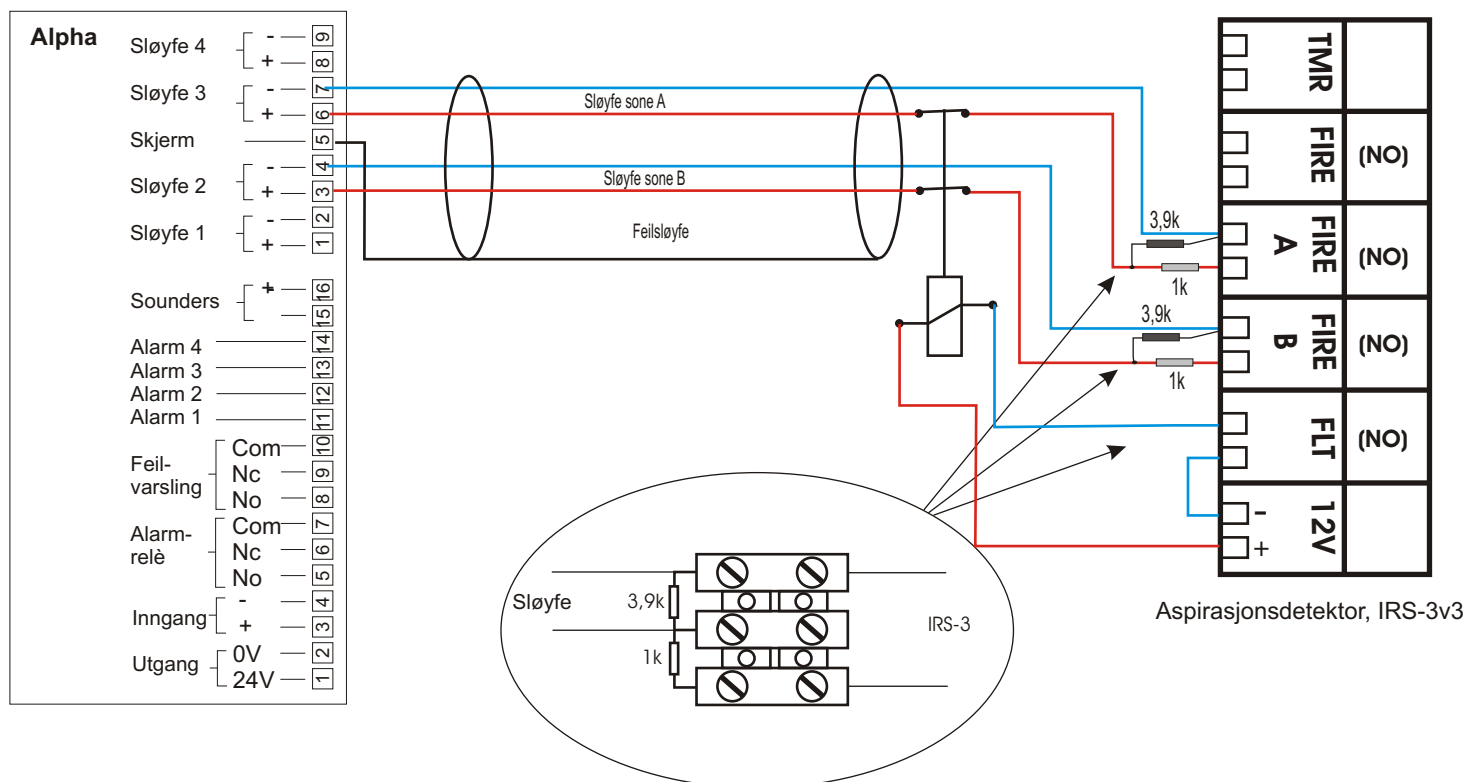 Alpha
Sløyfe 4
-
9
+
8
Sløyfe 3
-
7
+
6
Skjerm
5
Sløyfe 2
-
4
+
3
Sløyfe 1
-
2
+
1
Sounders
+
-
16
15
Alarm 4
14
Alarm 3
13
Alarm 2
12
Alarm 1
11
Feil-
varsling
Com
10
Nc
9
No
8
Alarm-
relè
Com
7
Nc
6
No
5
Inngang
-
4
+
3
Utgang
0V
2
24V
1
Sløyfe sone A
Sløyfe sone B
Feilsløyfe
3,9k
1k
3,9k
1k
TMR
FIRE
(NO)
FIRE
A
(NO)
FIRE
B
(NO)
FLT
(NO)
12V
-
+
Aspirasjonsdetektor, IRS-3v3
Sløyfe
3,9k
1k
IRS-3